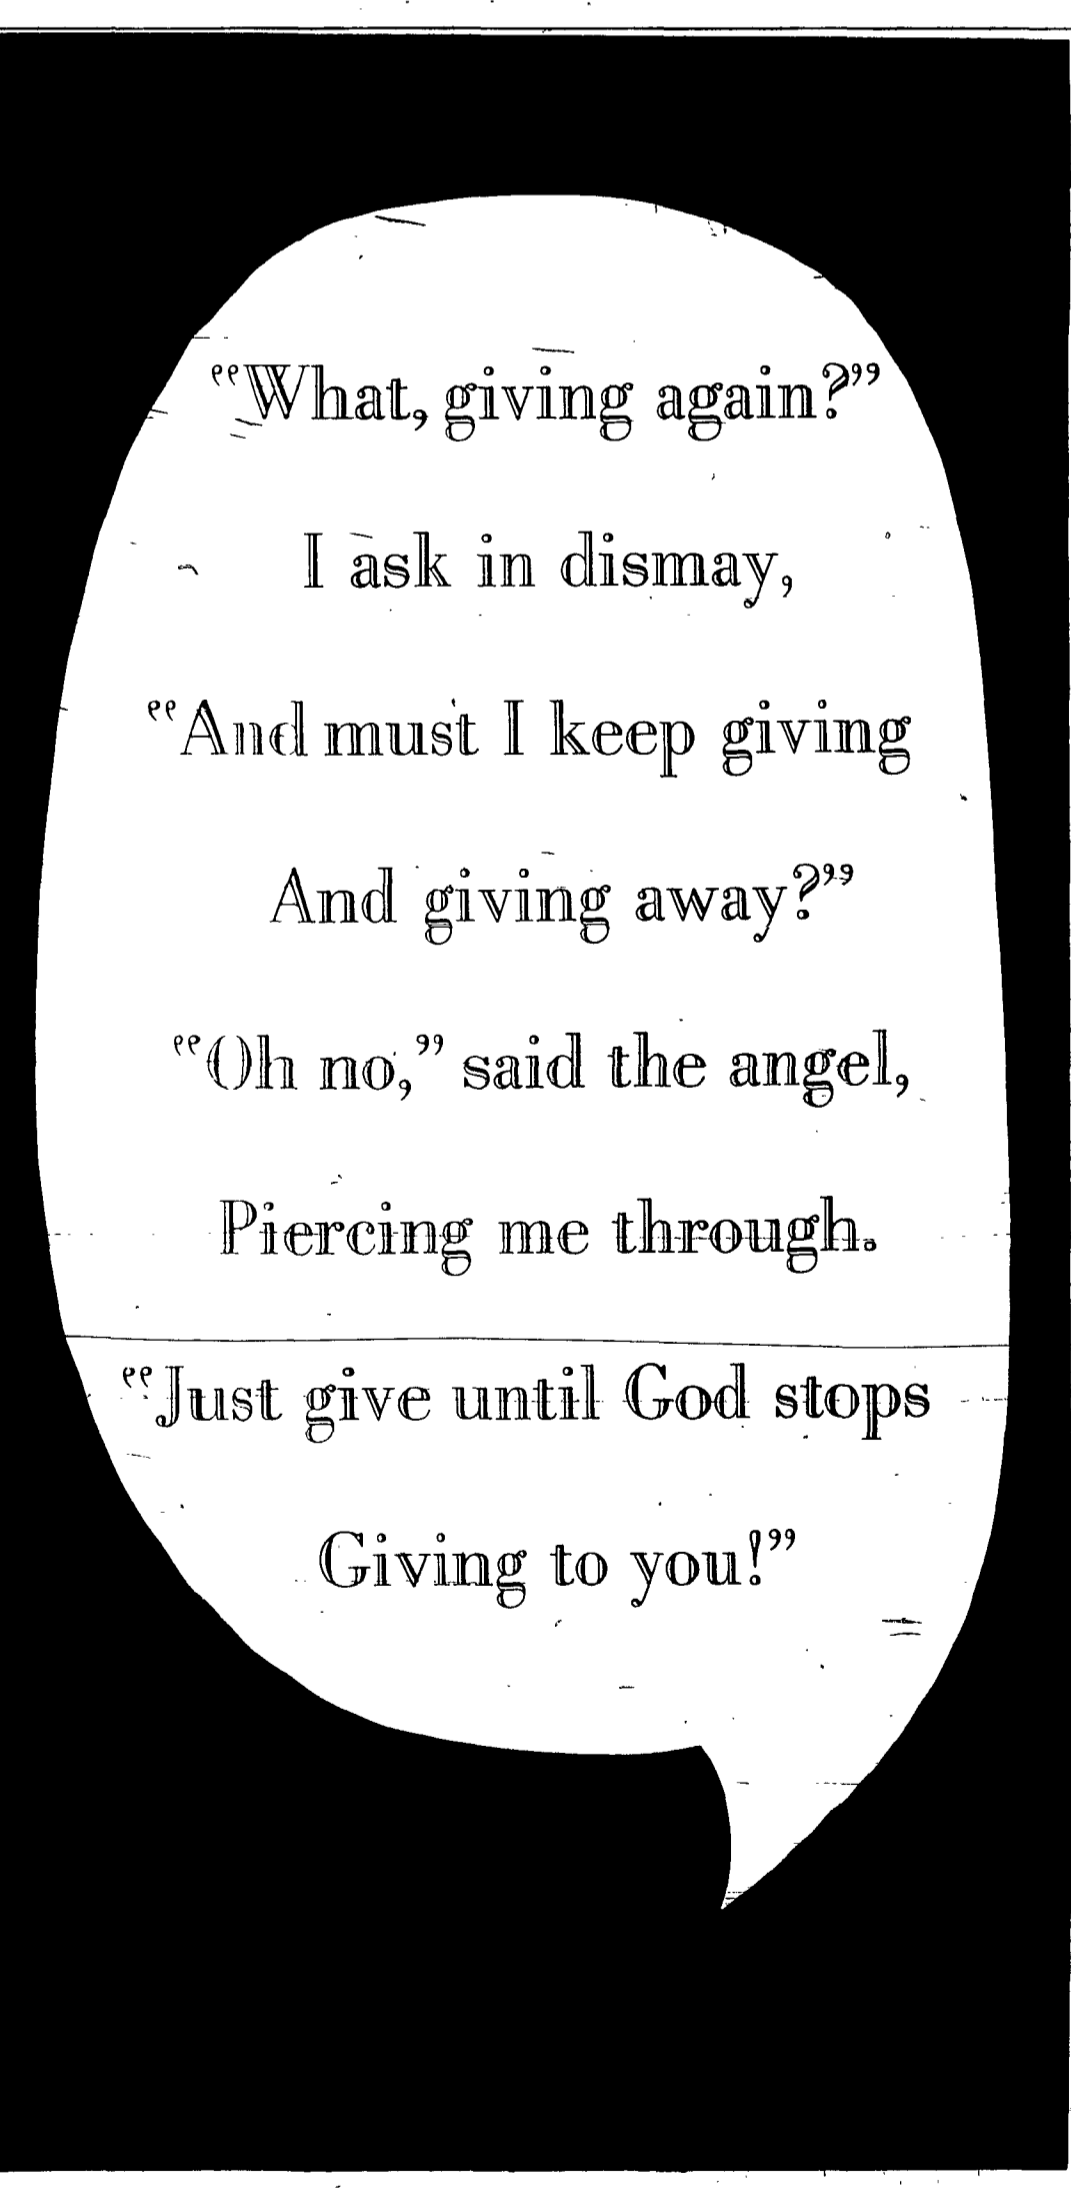 “What, giving again?”
I ask in dismay,
“And must I keep giving
And giving away?”
“Oh no,” said the angel,
Piercing me through.
“Just give until God stops
Giving to you!”